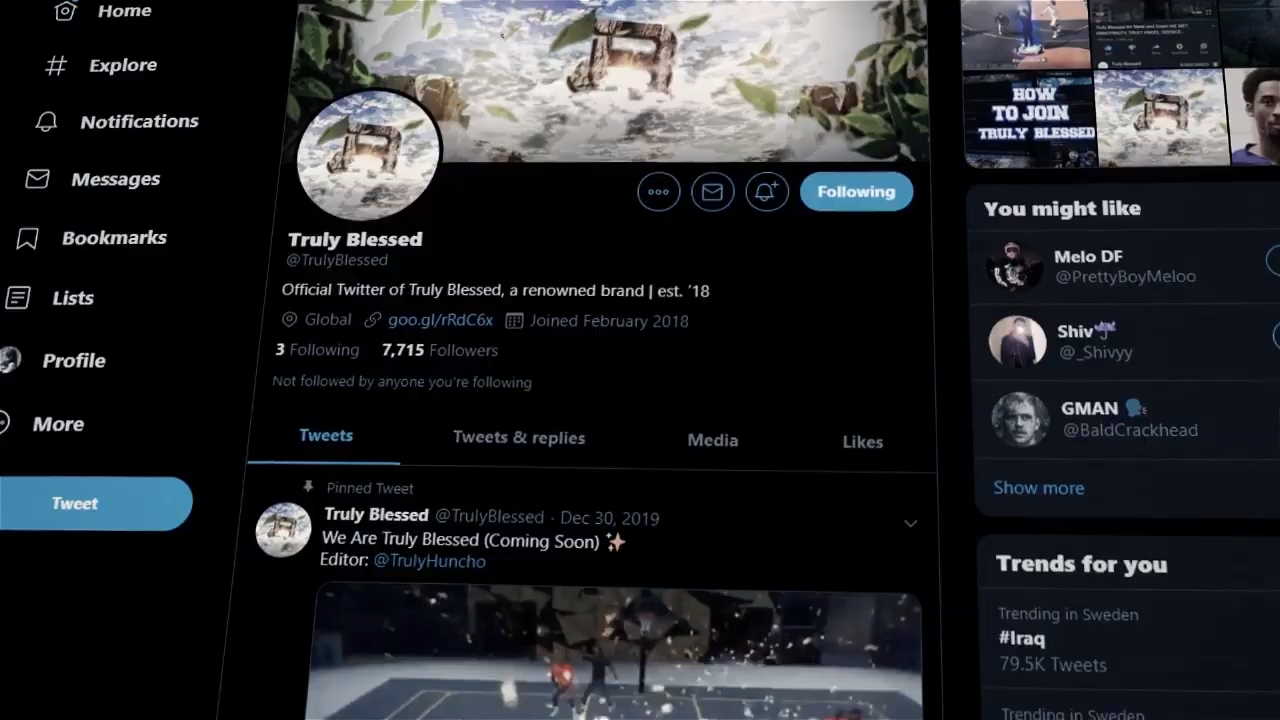 Home
Explore
Notifications
Messages
Bookmarks
Lists
Profile
More
Tweet
Following
Truly Blessed
@TrulyBlessed
Official Twitter of Truly Blessed, a renowned brand | est. '18
Global goo.gl/rRdC6x Joined February 2018
3 Following 7,715 Followers
Not followed by anyone you're following
Tweets Tweets & replies Media Likes
Pinned Tweet
Truly Blessed @TrulyBlessed · Dec 30, 2019
We Are Truly Blessed (Coming Soon) ✨
Editor: @TrulyHuncho
Truly Blessed
HOW
TO JOIN
TRULY BLESSED
You might like
Melo DF
@PrettyBoyMeloo
Shiv
@_Shivyy
GMAN
@BaldCrackhead
Show more
Trends for you
Trending in Sweden
#Iraq
79.5K Tweets
Trending in Sweden